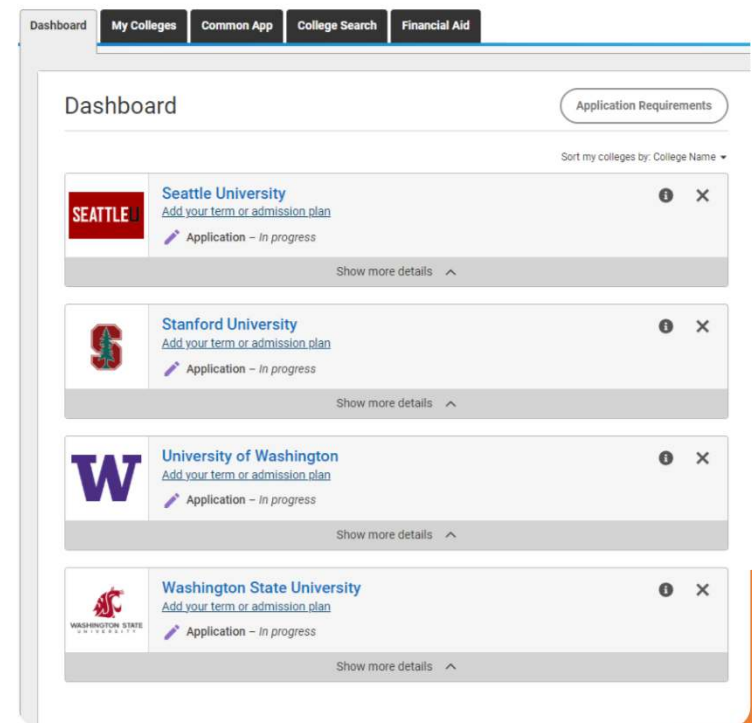 Dashboard My Colleges Common App College Search Financial Aid
Dashboard
Application Requirements
Sort my colleges by: College Name
SEATTLEU
Seattle University
Add your term or admission plan
Application – In progress
Show more details
S
Stanford University
Add your term or admission plan
Application – In progress
Show more details
W
University of Washington
Add your term or admission plan
Application – In progress
Show more details
WASHINGTON STATE
UNIVERSITY
Washington State University
Add your term or admission plan
Application – In progress
Show more details